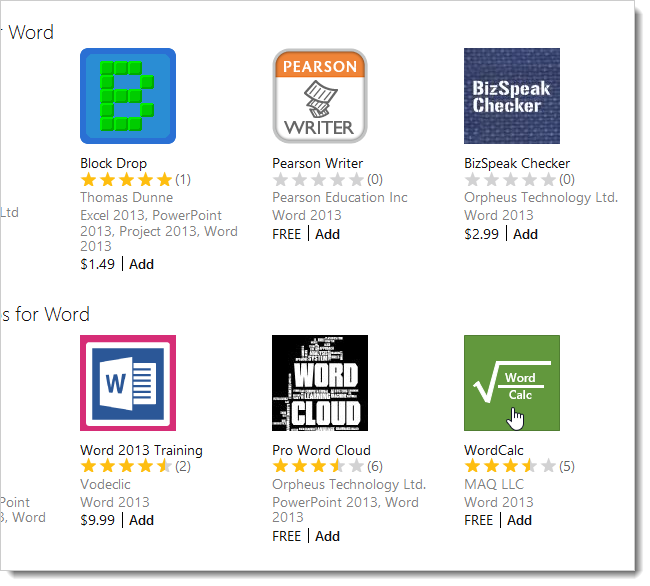 r Word
PEARSON
WRITER
BizSpeak
Checker
Block Drop
(1)
Thomas Dunne
Excel 2013, PowerPoint
2013, Project 2013, Word
2013
$1.49 | Add
Pearson Writer
(0)
Pearson Education Inc
Word 2013
FREE | Add
BizSpeak Checker
(0)
Orpheus Technology Ltd.
Word 2013
$2.99 | Add
Ltd
s for Word
W
WORD
CLOUD
Word
Calc
Word 2013 Training
(2)
Vodedic
Word 2013
$9.99 | Add
Pro Word Cloud
(6)
Orpheus Technology Ltd.
PowerPoint 2013, Word
2013
FREE | Add
WordCalc
(5)
MAQ LLC
Word 2013
FREE | Add
Point
3, Word